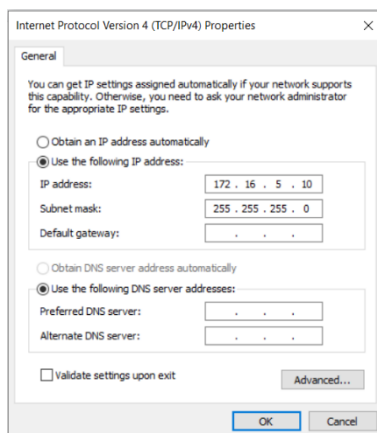 Internet Protocol Version 4 (TCP/IPv4) Properties
General
You can get IP settings assigned automatically if your network supports
this capability. Otherwise, you need to ask your network administrator
for the appropriate IP settings.
Obtain an IP address automatically
Use the following IP address:
IP address: 172 . 16 . 5 . 10
Subnet mask: 255 . 255 . 255 . 0
Default gateway: . . .
Obtain DNS server address automatically
Use the following DNS server addresses:
Preferred DNS server: . . .
Alternate DNS server: . . .
Validate settings upon exit
Advanced...
OK Cancel